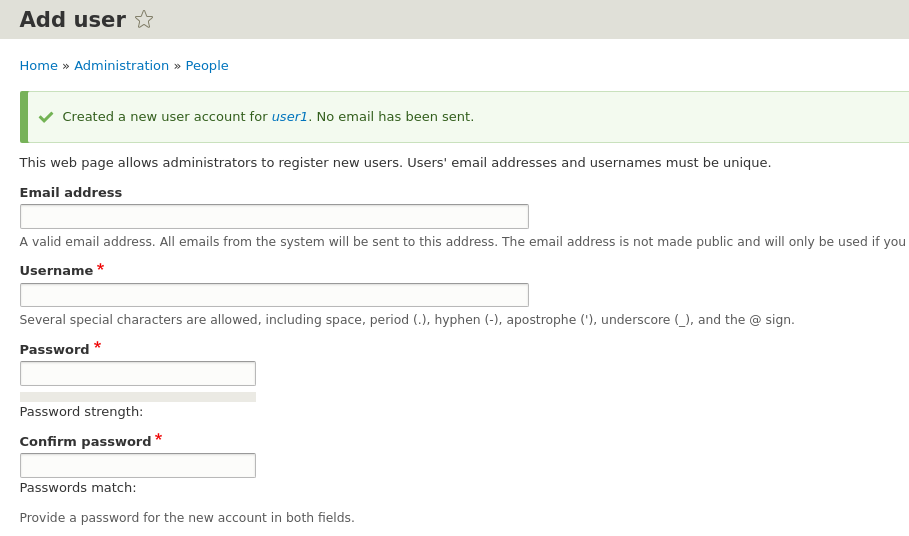 Add user
Home » Administration » People
Created a new user account for user1. No email has been sent.
This web page allows administrators to register new users. Users' email addresses and usernames must be unique.
Email address
A valid email address. All emails from the system will be sent to this address. The email address is not made public and will only be used if you
Username *
Several special characters are allowed, including space, period (.), hyphen (-), apostrophe ('), underscore (_), and the @ sign.
Password *
Password strength:
Confirm password *
Passwords match:
Provide a password for the new account in both fields.